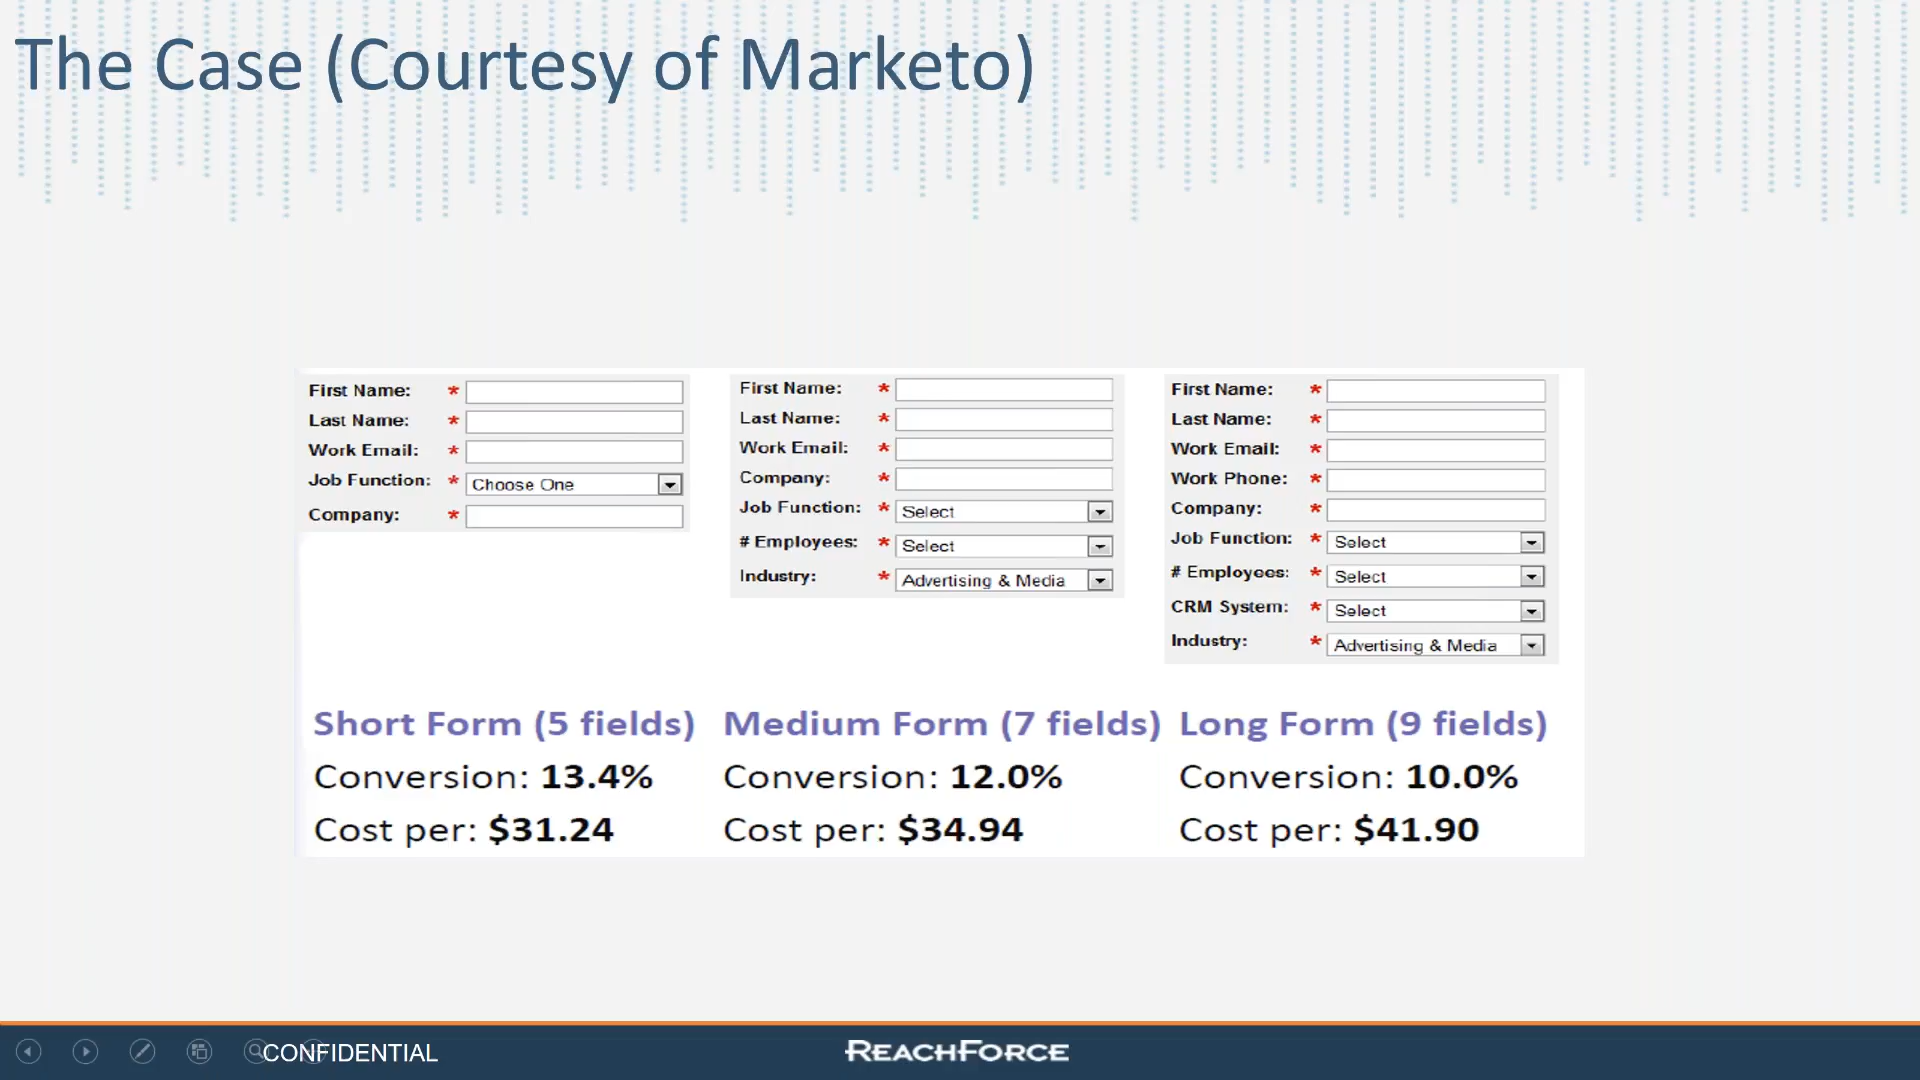 The Case (Courtesy of Marketo)
First Name: *
Last Name: *
Work Email: *
Job Function: * Choose One
Company: *
First Name: *
Last Name: *
Work Email: *
Company: *
Job Function: * Select
# Employees: * Select
Industry: * Advertising & Media
First Name: *
Last Name: *
Work Email: *
Work Phone: *
Company: *
Job Function: * Select
# Employees: * Select
CRM System: * Select
Industry: * Advertising & Media
Short Form (5 fields)
Conversion: 13.4%
Cost per: $31.24
Medium Form (7 fields)
Conversion: 12.0%
Cost per: $34.94
Long Form (9 fields)
Conversion: 10.0%
Cost per: $41.90
CONFIDENTIAL
REACHFORCE